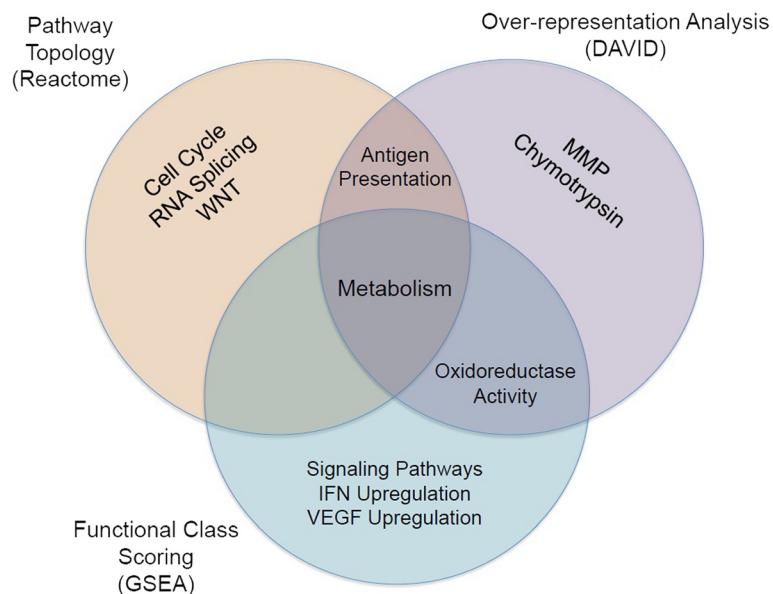 Pathway
Topology
(Reactome)
Over-representation Analysis
(DAVID)
Cell Cycle
RNA Splicing
WNT
Antigen
Presentation
MMP
Chymotrypsin
Metabolism
Oxidoreductase
Activity
Signaling Pathways
IFN Upregulation
VEGF Upregulation
Functional Class
Scoring
(GSEA)